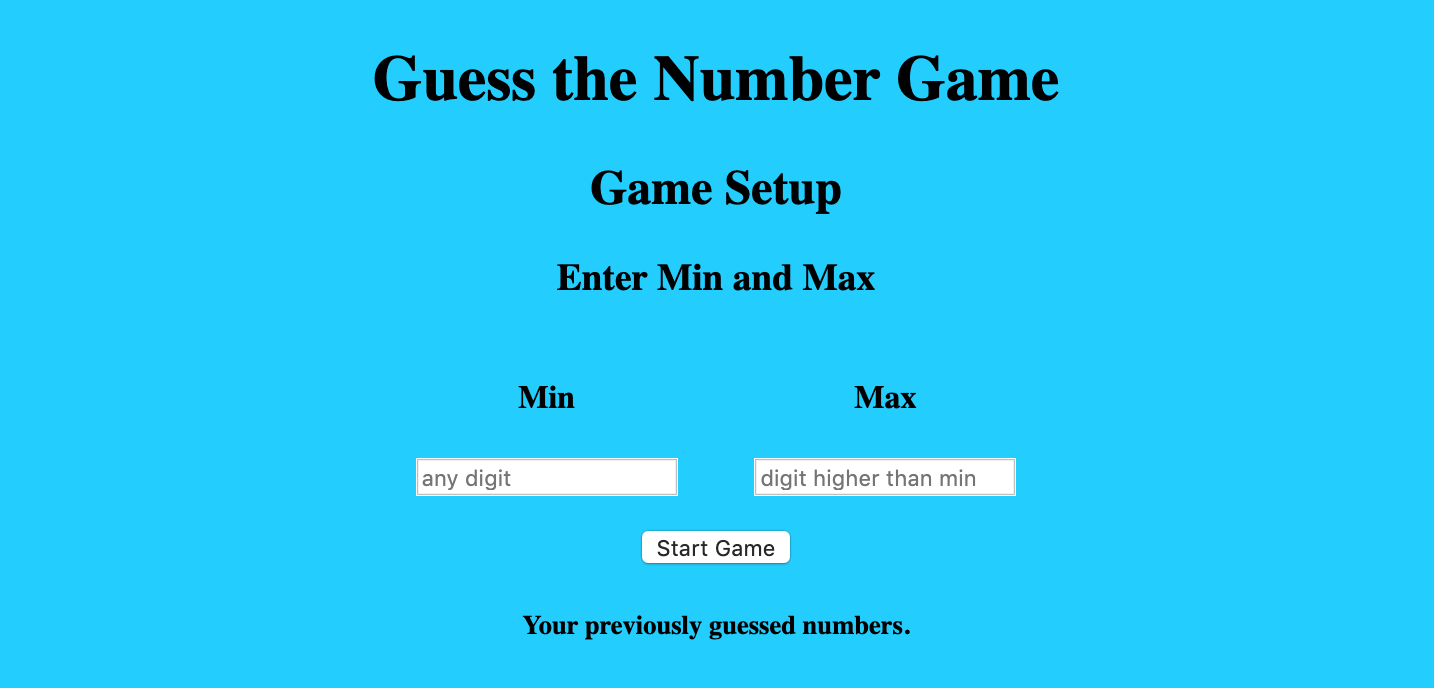 Guess the Number Game
Game Setup
Enter Min and Max
Min Max
any digit digit higher than min
Start Game
Your previously guessed numbers.